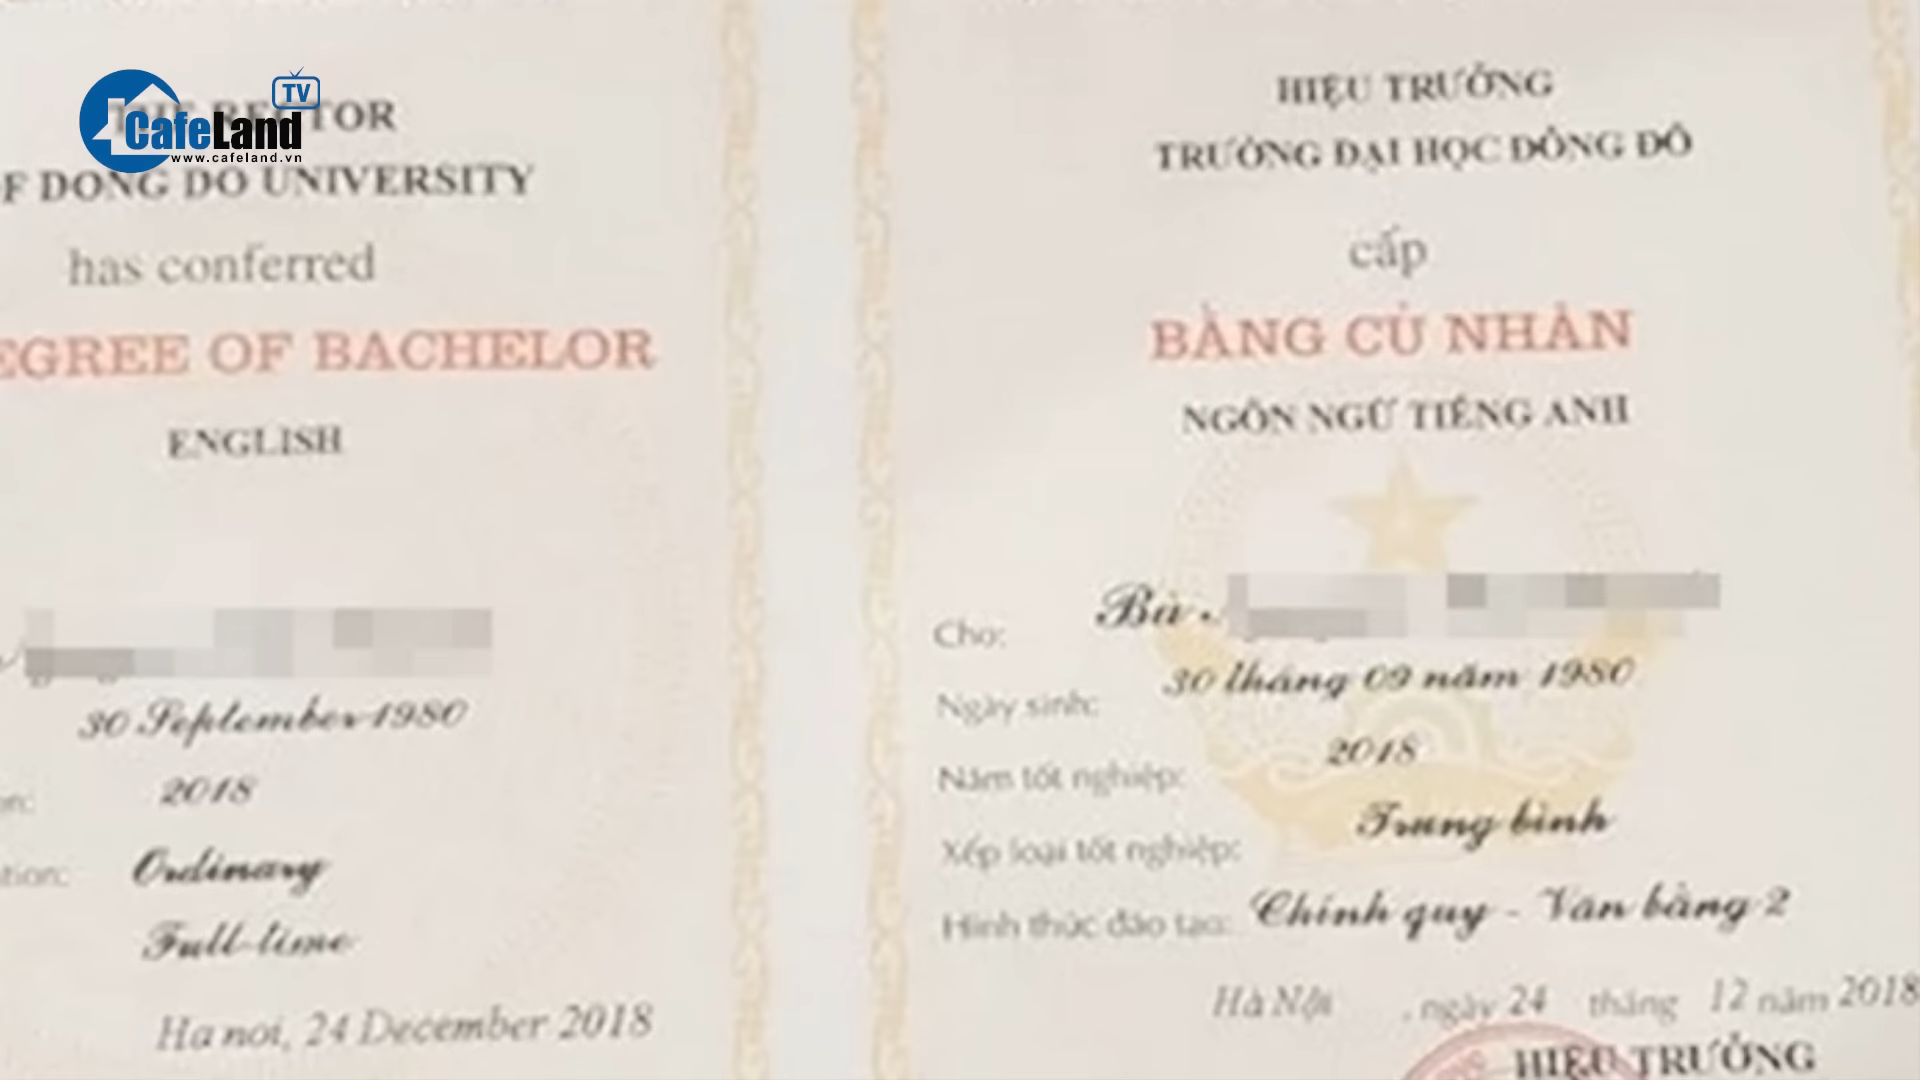 TV
CafeLand
www.cafeland.vn
TOR
F DONG DO UNIVERSITY
has conferred
EGREE OF BACHELOR
ENGLISH
30 September 1980
2018
Ordinary
Full-time
Ha noi, 24 December 2018
HIỆU TRƯỞNG
TRƯỜNG ĐẠI HỌC ĐÔNG ĐÔ
cấp
BẰNG CỬ NHÂN
NGÔN NGỮ TIẾNG ANH
Cho: Bà
Ngày sinh: 30 tháng 09 năm 1980
Năm tốt nghiệp: 2018
Xếp loại tốt nghiệp: Trung bình
Hình thức đào tạo: Chính quy - Văn bằng 2
Hà Nội, ngày 24 tháng 12 năm 2018
HIỆU TRƯỞNG